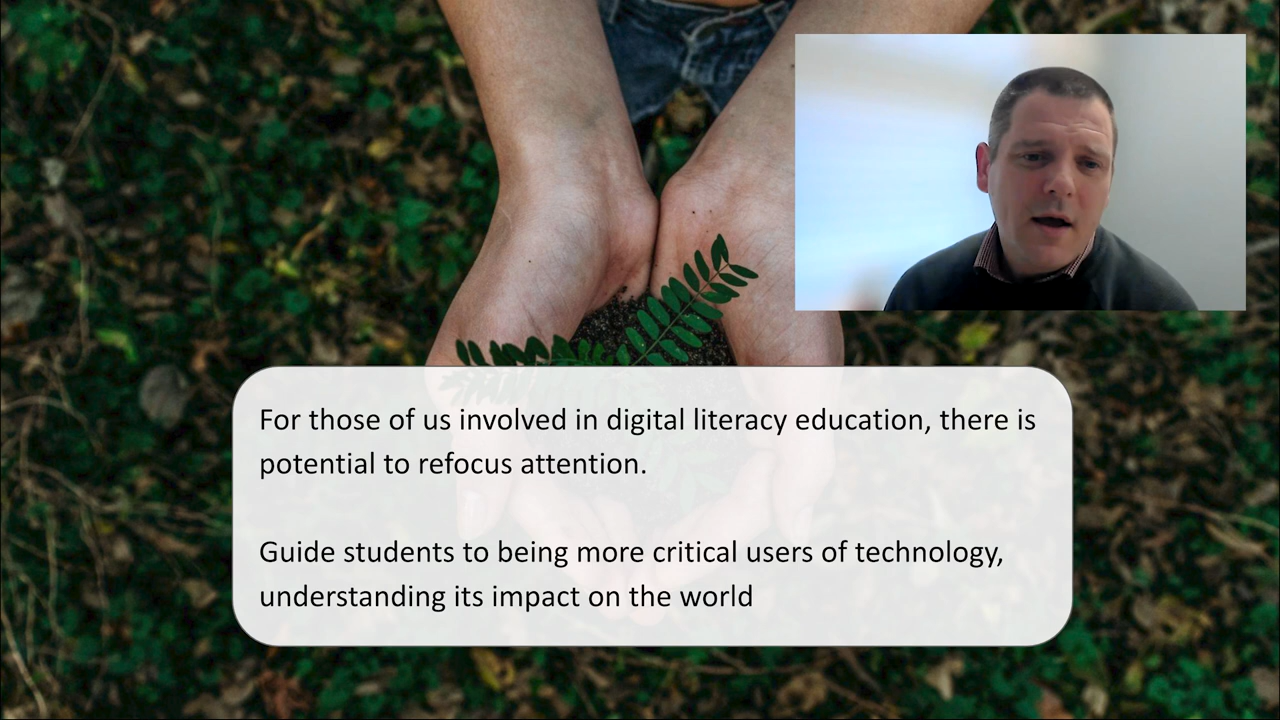 For those of us involved in digital literacy education, there is
potential to refocus attention.
Guide students to being more critical users of technology,
understanding its impact on the world